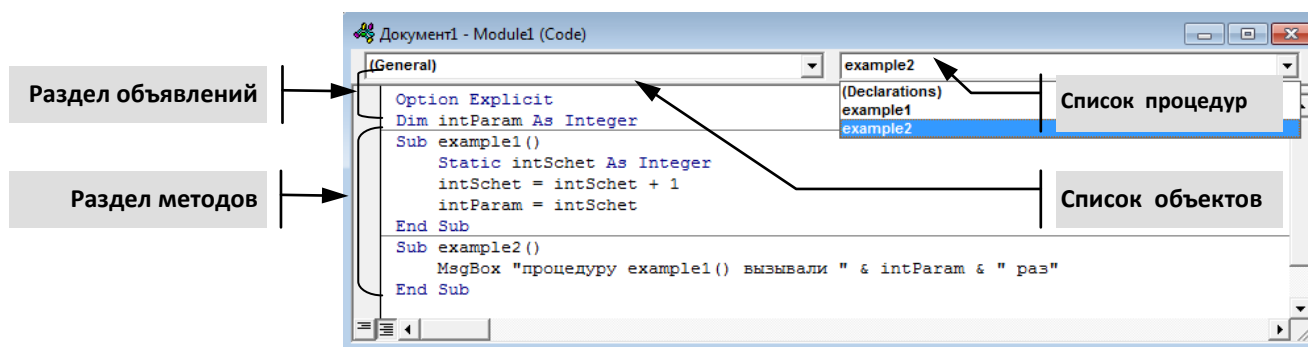 Документ1 - Module1 (Code)
(General)
example2
Раздел объявлений
(Declarations)
example1
example2
Список процедур
Option Explicit
Dim intParam As Integer
Sub example1()
Static intSchet As Integer
intSchet = intSchet + 1
intParam = intSchet
End Sub
Раздел методов
Список объектов
Sub example2()
MsgBox "процедуру example1() вызывали " & intParam & " раз"
End Sub